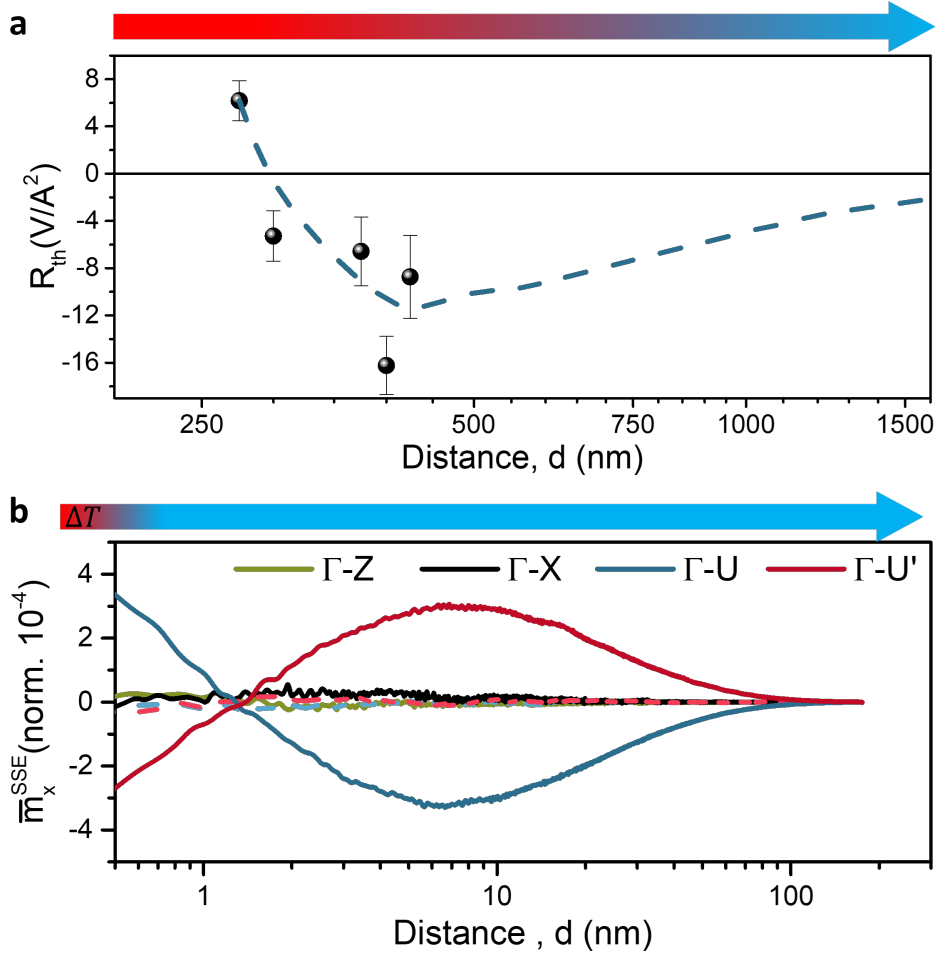 a
8
4
0
-4
-8
-12
-16
R_th(V/A²)
250 500 750 1000 1500
Distance, d (nm)
b
ΔT
Γ-Z Γ-X Γ-U Γ-U'
4
2
0
-2
-4
m̅ₓ^SSE(norm. 10⁻⁴)
1 10 100
Distance , d (nm)